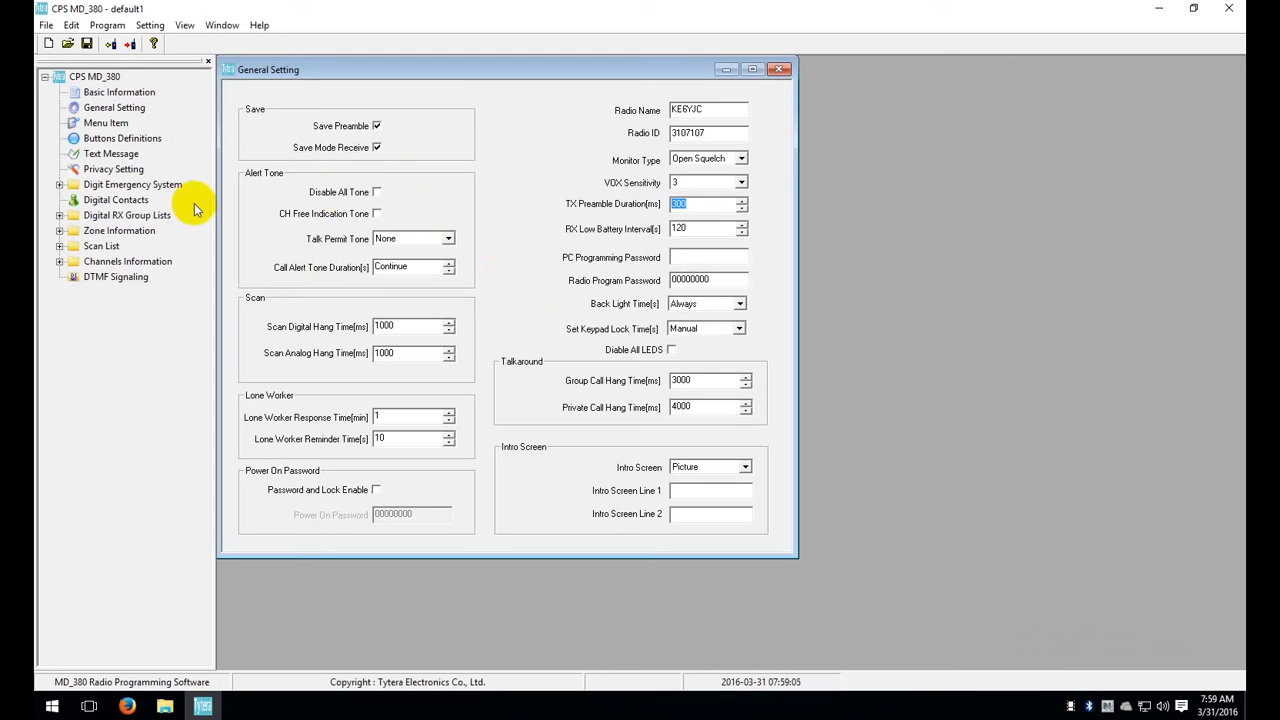 CPS MD_380 - default1
File Edit Program Setting View Window Help
CPS MD_380
Basic Information
General Setting
Menu Item
Buttons Definitions
Text Message
Privacy Setting
Digit Emergency System
Digital Contacts
Digital RX Group Lists
Zone Information
Scan List
Channels Information
DTMF Signaling
Tytera General Setting
Save
Save Preamble
Save Mode Receive
Alert Tone
Disable All Tone
CH Free Indication Tone
Talk Permit Tone None
Call Alert Tone Duration[s] Continue
Scan
Scan Digital Hang Time[ms] 1000
Scan Analog Hang Time[ms] 1000
Lone Worker
Lone Worker Response Time[min] 1
Lone Worker Reminder Time[s] 10
Power On Password
Password and Lock Enable
Power On Password 00000000
Radio Name KE6YJC
Radio ID 3107107
Monitor Type Open Squelch
VOX Sensitivity 3
TX Preamble Duration[ms] 300
RX Low Battery Interval[s] 120
PC Programming Password
Radio Program Password 00000000
Back Light Time[s] Always
Set Keypad Lock Time[s] Manual
Diable All LEDS
Talkaround
Group Call Hang Time[ms] 3000
Private Call Hang Time[ms] 4000
Intro Screen
Intro Screen Picture
Intro Screen Line 1
Intro Screen Line 2
MD_380 Radio Programming Software Copyright : Tytera Electronics Co., Ltd. 2016-03-31 07:59:05
Tytera
7:59 AM
3/31/2016